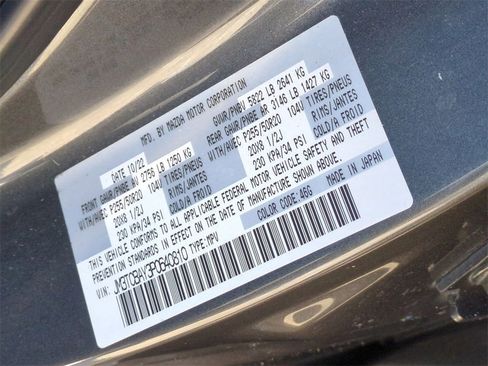 MFD. BY MAZDA MOTOR CORPORATION
DATE 10/22 GVWR/PNBV 5822 LB 2641 KG
FRONT GAWR/PNBE AV 2756 LB 1250 KG REAR GAWR/PNBE AR 3146 LB 1427 KG
WITH/AVEC P255/50R20 104V TIRES/PNEUS WITH/AVEC P255/50R20 104V TIRES/PNEUS
20X8 1/2J RIMS/JANTES 20X8 1/2J RIMS/JANTES
230 KPA/34 PSI COLD/A FROID 230 KPA/34 PSI COLD/A FROID
THIS VEHICLE CONFORMS TO ALL APPLICABLE FEDERAL MOTOR VEHICLE SAFETY AND THEFT
PREVENTION STANDARDS IN EFFECT ON THE DATE OF MANUFACTURE SHOWN ABOVE.
TYPE: MPV COLOR CODE: 46G MADE IN JAPAN